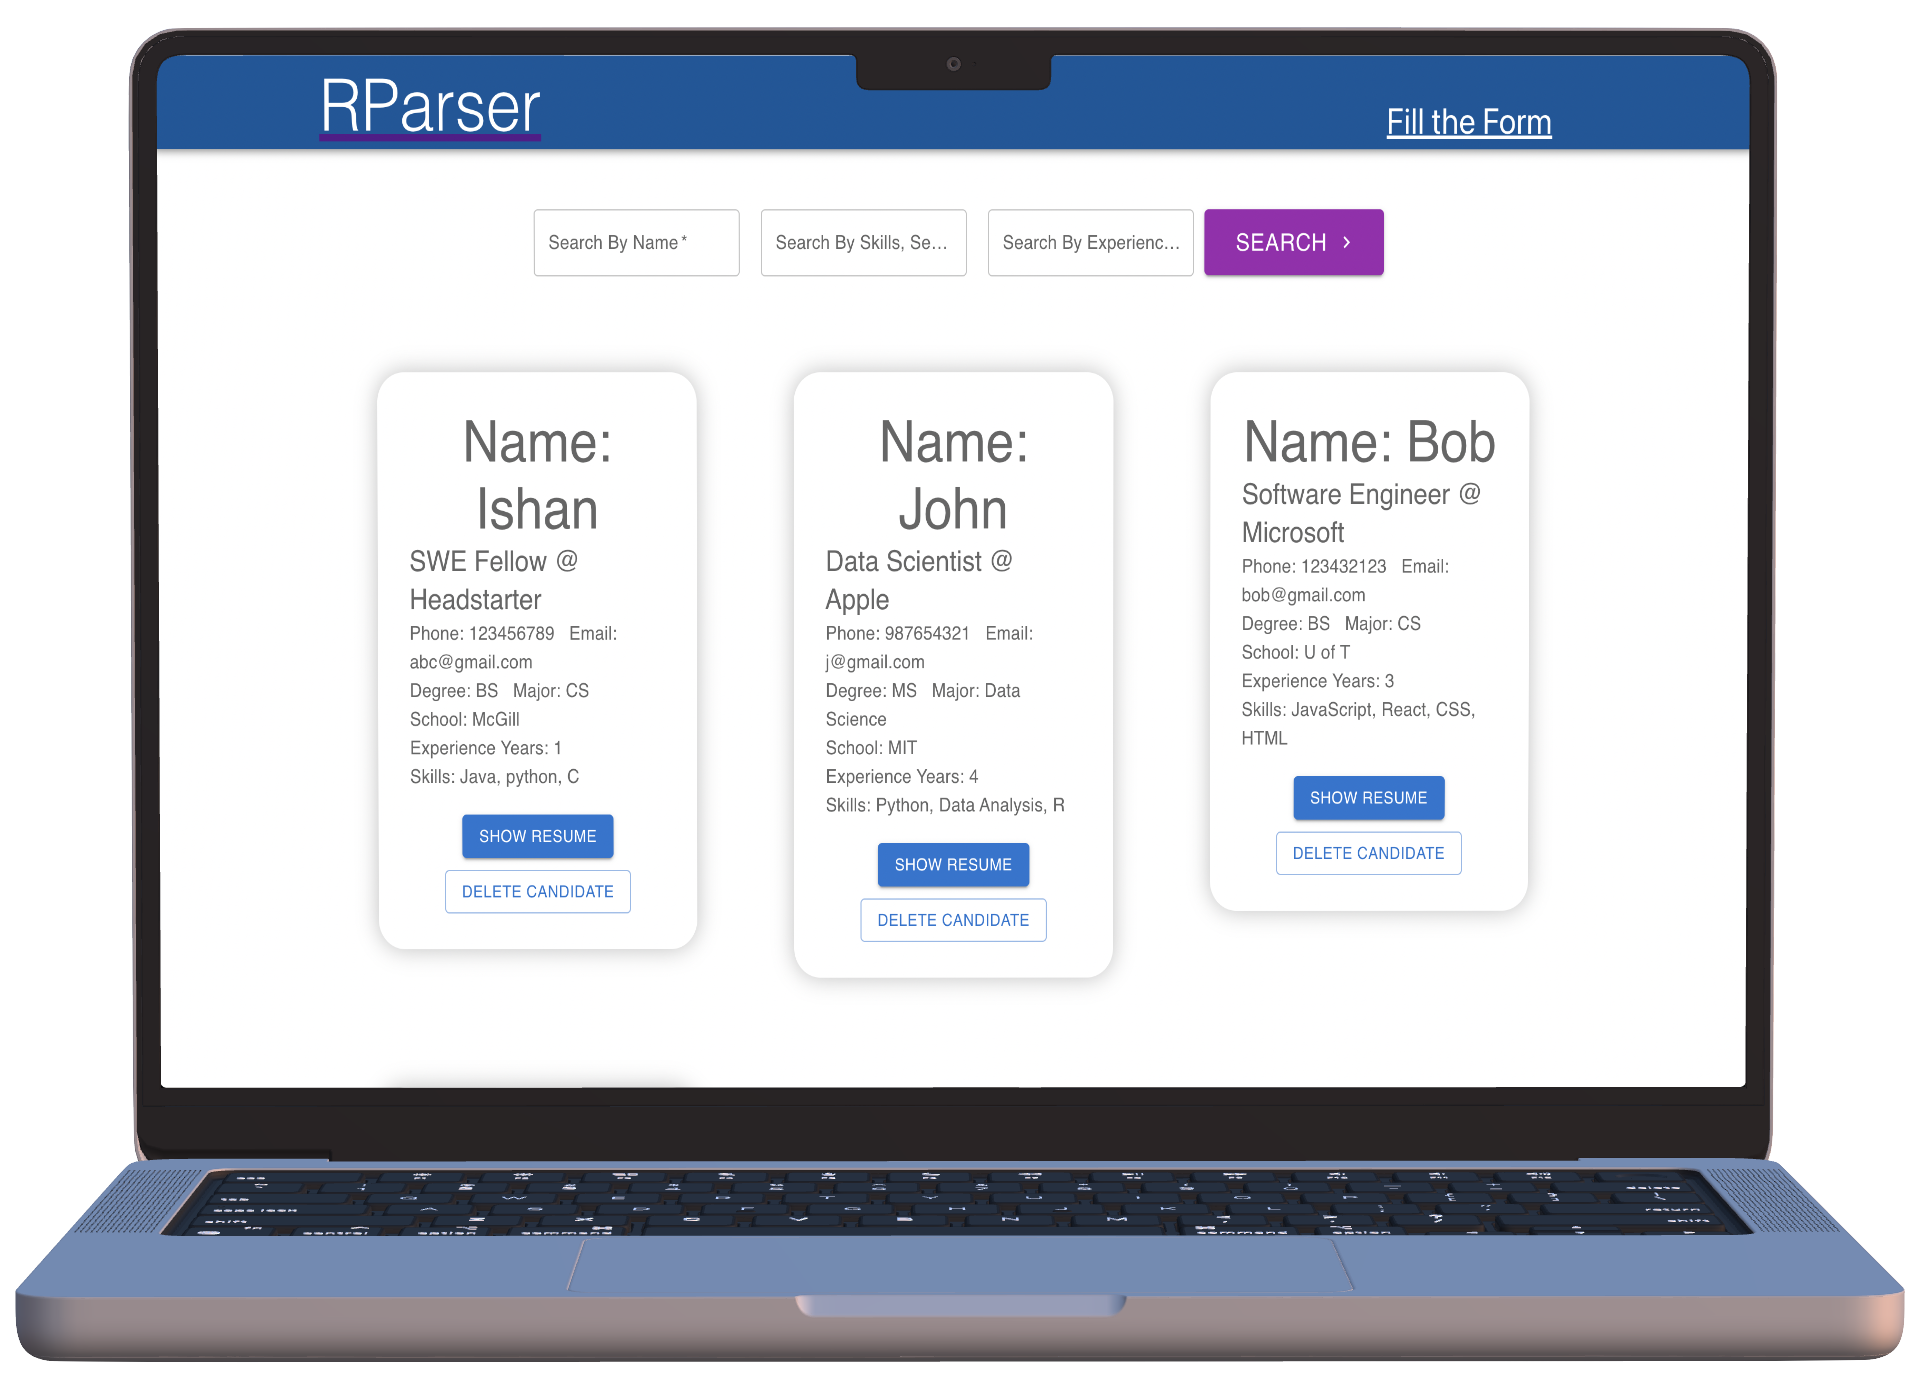 RParser
Fill the Form
Search By Name *
Search By Skills, Se...
Search By Experienc...
SEARCH
Name:
Ishan
SWE Fellow @
Headstarter
Phone: 123456789 Email:
abc@gmail.com
Degree: BS Major: CS
School: McGill
Experience Years: 1
Skills: Java, python, C
SHOW RESUME
DELETE CANDIDATE
Name:
John
Data Scientist @
Apple
Phone: 987654321 Email:
j@gmail.com
Degree: MS Major: Data
Science
School: MIT
Experience Years: 4
Skills: Python, Data Analysis, R
SHOW RESUME
DELETE CANDIDATE
Name: Bob
Software Engineer @
Microsoft
Phone: 123432123 Email:
bob@gmail.com
Degree: BS Major: CS
School: U of T
Experience Years: 3
Skills: JavaScript, React, CSS,
HTML
SHOW RESUME
DELETE CANDIDATE